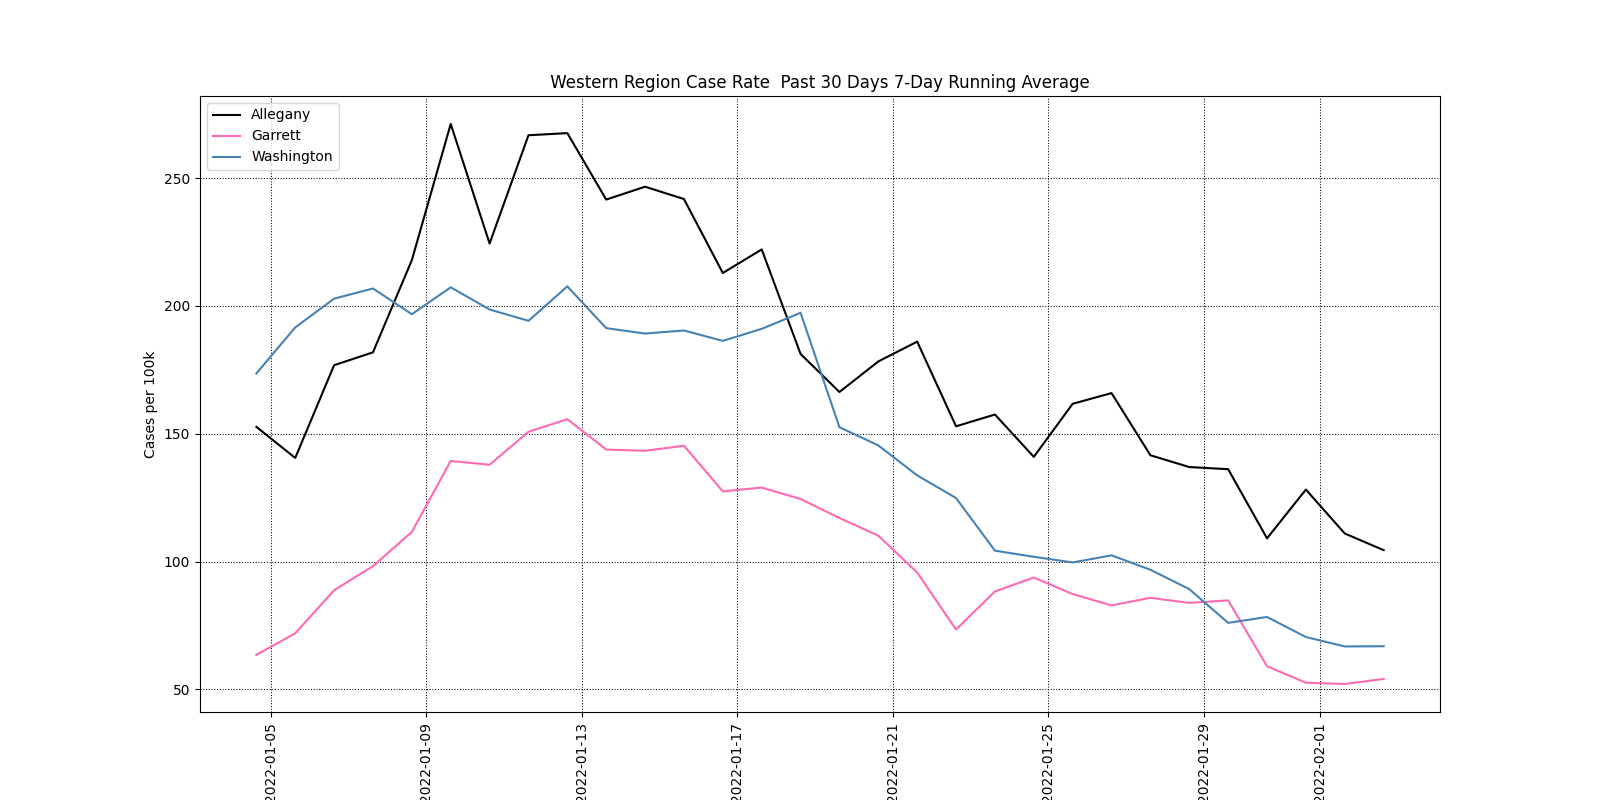 Western Region Case Rate  Past 30 Days 7-Day Running Average
Allegany
Garrett
Washington
Cases per 100k
250
200
150
100
50
2022-01-05
2022-01-09
2022-01-13
2022-01-17
2022-01-21
2022-01-25
2022-01-29
2022-02-01